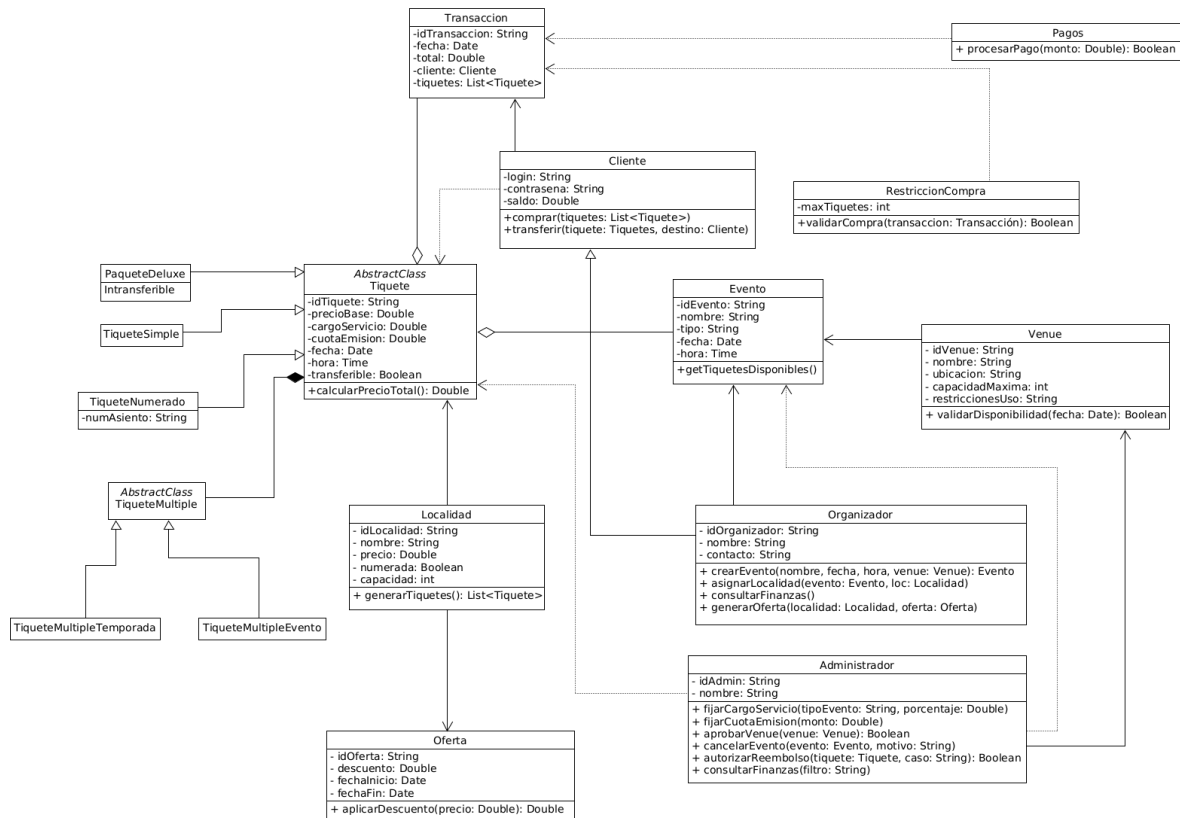 Transaccion
-idTransaccion: String
-fecha: Date
-total: Double
-cliente: Cliente
-tiquetes: List<Tiquete>
Pagos
+ procesarPago(monto: Double): Boolean
Cliente
-login: String
-contrasena: String
-saldo: Double
+comprar(tiquetes: List<Tiquete>)
+transferir(tiquete: Tiquetes, destino: Cliente)
RestriccionCompra
-maxTiquetes: int
+validarCompra(transaccion: Transacción): Boolean
PaqueteDeluxe
Intransferible
TiqueteSimple
TiqueteNumerado
-numAsiento: String
AbstractClass
Tiquete
-idTiquete: String
-precioBase: Double
-cargoServicio: Double
-cuotaEmision: Double
-fecha: Date
-hora: Time
-transferible: Boolean
+calcularPrecioTotal(): Double
Evento
-idEvento: String
-nombre: String
-tipo: String
-fecha: Date
-hora: Time
+getTiquetesDisponibles()
Venue
- idVenue: String
- nombre: String
- ubicacion: String
- capacidadMaxima: int
- restriccionesUso: String
+ validarDisponibilidad(fecha: Date): Boolean
AbstractClass
TiqueteMultiple
TiqueteMultipleTemporada
TiqueteMultipleEvento
Localidad
- idLocalidad: String
- nombre: String
- precio: Double
- numerada: Boolean
- capacidad: int
+ generarTiquetes(): List<Tiquete>
Organizador
- idOrganizador: String
- nombre: String
- contacto: String
+ crearEvento(nombre, fecha, hora, venue: Venue): Evento
+ asignarLocalidad(evento: Evento, loc: Localidad)
+ consultarFinanzas()
+ generarOferta(localidad: Localidad, oferta: Oferta)
Administrador
- idAdmin: String
- nombre: String
+ fijarCargoServicio(tipoEvento: String, porcentaje: Double)
+ fijarCuotaEmision(monto: Double)
+ aprobarVenue(venue: Venue): Boolean
+ cancelarEvento(evento: Evento, motivo: String)
+ autorizarReembolso(tiquete: Tiquete, caso: String): Boolean
+ consultarFinanzas(filtro: String)
Oferta
- idOferta: String
- descuento: Double
- fechaInicio: Date
- fechaFin: Date
+ aplicarDescuento(precio: Double): Double